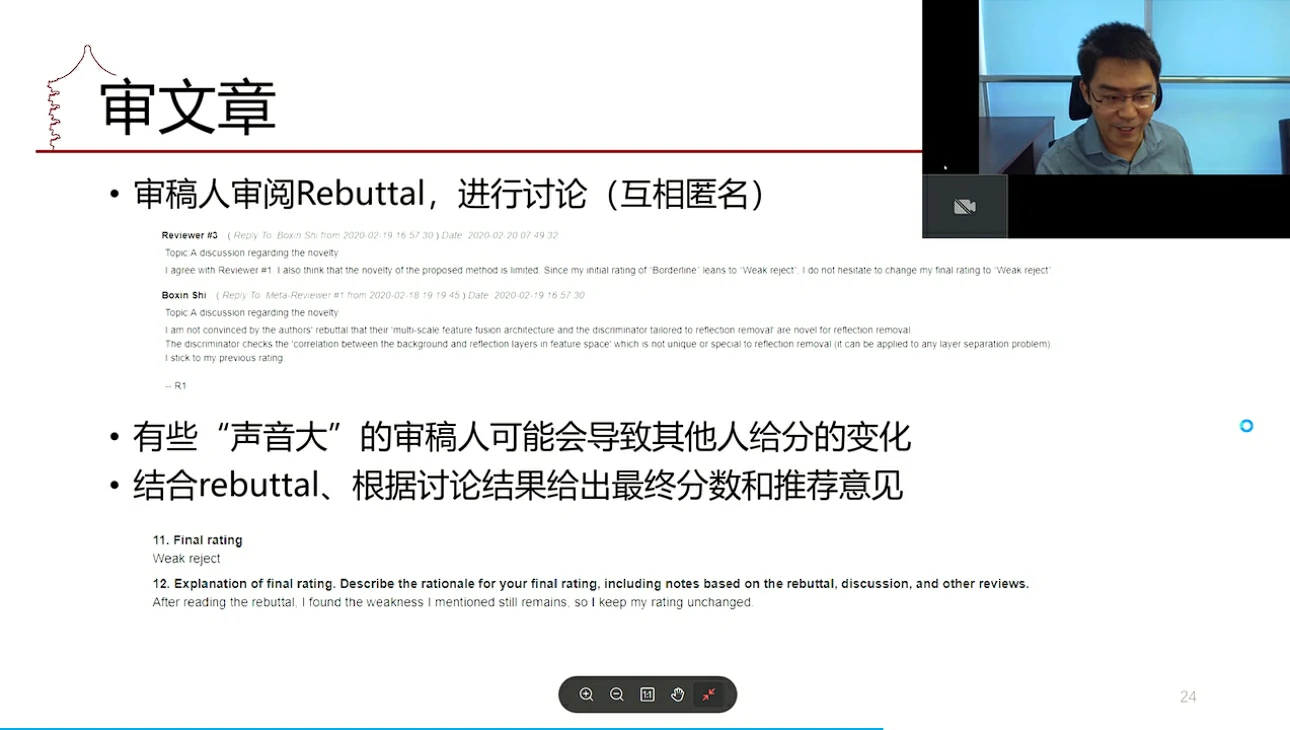 审文章
• 审稿人审阅Rebuttal，进行讨论（互相匿名）
Reviewer #3 ( Reply To: Boxin Shi from 2020-02-19 16:57:30 ) Date: 2020-02-20 07:49:32
Topic:A discussion regarding the novelty
I agree with Reviewer #1. I also think that the novelty of the proposed method is limited. Since my initial rating of "Borderline" leans to "Weak reject", I do not hesitate to change my final rating to "Weak reject".
Boxin Shi ( Reply To: Meta-Reviewer #1 from 2020-02-18 19:19:45 ) Date: 2020-02-19 16:57:30
Topic:A discussion regarding the novelty
I am not convinced by the authors' rebuttal that their 'multi-scale feature fusion architecture and the discriminator tailored to reflection removal' are novel for reflection removal.
The discriminator checks the 'correlation between the background and reflection layers in feature space' which is not unique or special to reflection removal (it can be applied to any layer separation problem).
I stick to my previous rating.
-- R1
• 有些“声音大”的审稿人可能会导致其他人给分的变化
• 结合rebuttal、根据讨论结果给出最终分数和推荐意见
11. Final rating
Weak reject
12. Explanation of final rating. Describe the rationale for your final rating, including notes based on the rebuttal, discussion, and other reviews.
After reading the rebuttal, I found the weakness I mentioned still remains, so I keep my rating unchanged.
1:1
24